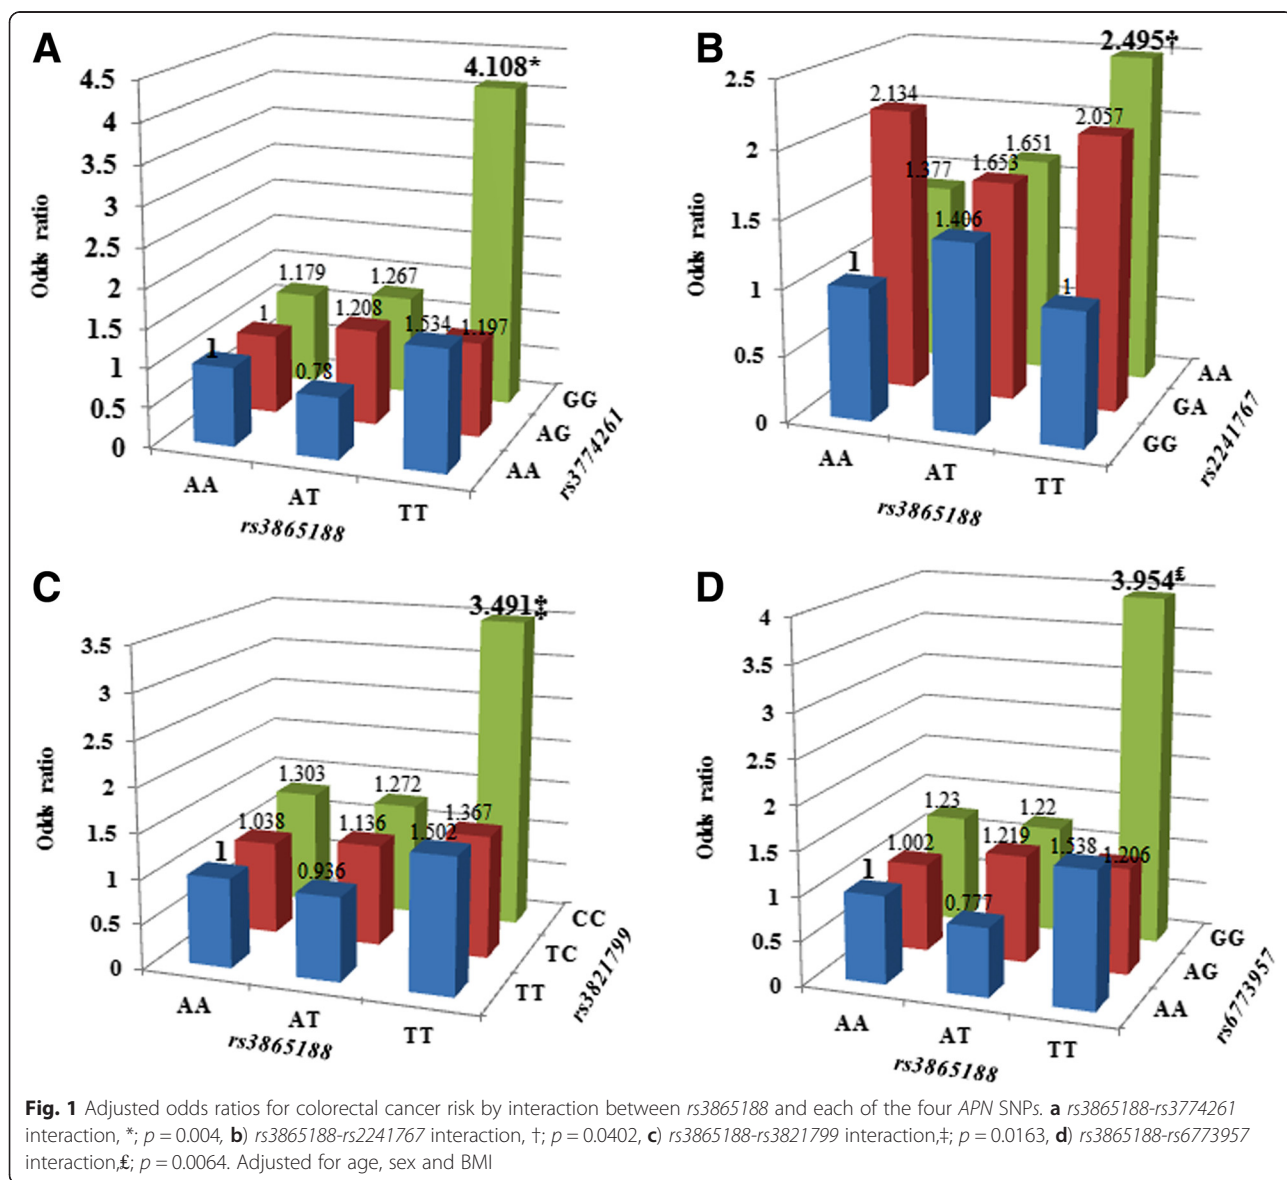 A
4.108*
4.5
4
3.5
3
2.5
2
1.5
1
0.5
0
Odds ratio
1.179
1.267
1
1.208
1.197
1
0.78
1.534
AA
AT
TT
rs3865188
GG
AG
AA
rs3774261
B
2.495†
2.5
2
1.5
1
0.5
0
Odds ratio
2.134
2.057
1.377
1.653
1.651
1
1.406
1
AA
AT
TT
rs3865188
AA
GA
GG
rs2241767
C
3.491‡
3.5
3
2.5
2
1.5
1
0.5
0
Odds ratio
1.303
1.272
1.038
1.136
1.367
1
0.936
1.502
AA
AT
TT
rs3865188
CC
TC
TT
rs3821799
D
3.954₤
4
3.5
3
2.5
2
1.5
1
0.5
0
Odds ratio
1.23
1.22
1.002
1.219
1.206
1
0.777
1.538
AA
AT
TT
rs3865188
GG
AG
AA
rs6773957
Fig. 1 Adjusted odds ratios for colorectal cancer risk by interaction between rs3865188 and each of the four APN SNPs. a rs3865188-rs3774261
interaction, *; p = 0.004, b) rs3865188-rs2241767 interaction, †; p = 0.0402, c) rs3865188-rs3821799 interaction,‡; p = 0.0163, d) rs3865188-rs6773957
interaction,₤; p = 0.0064. Adjusted for age, sex and BMI